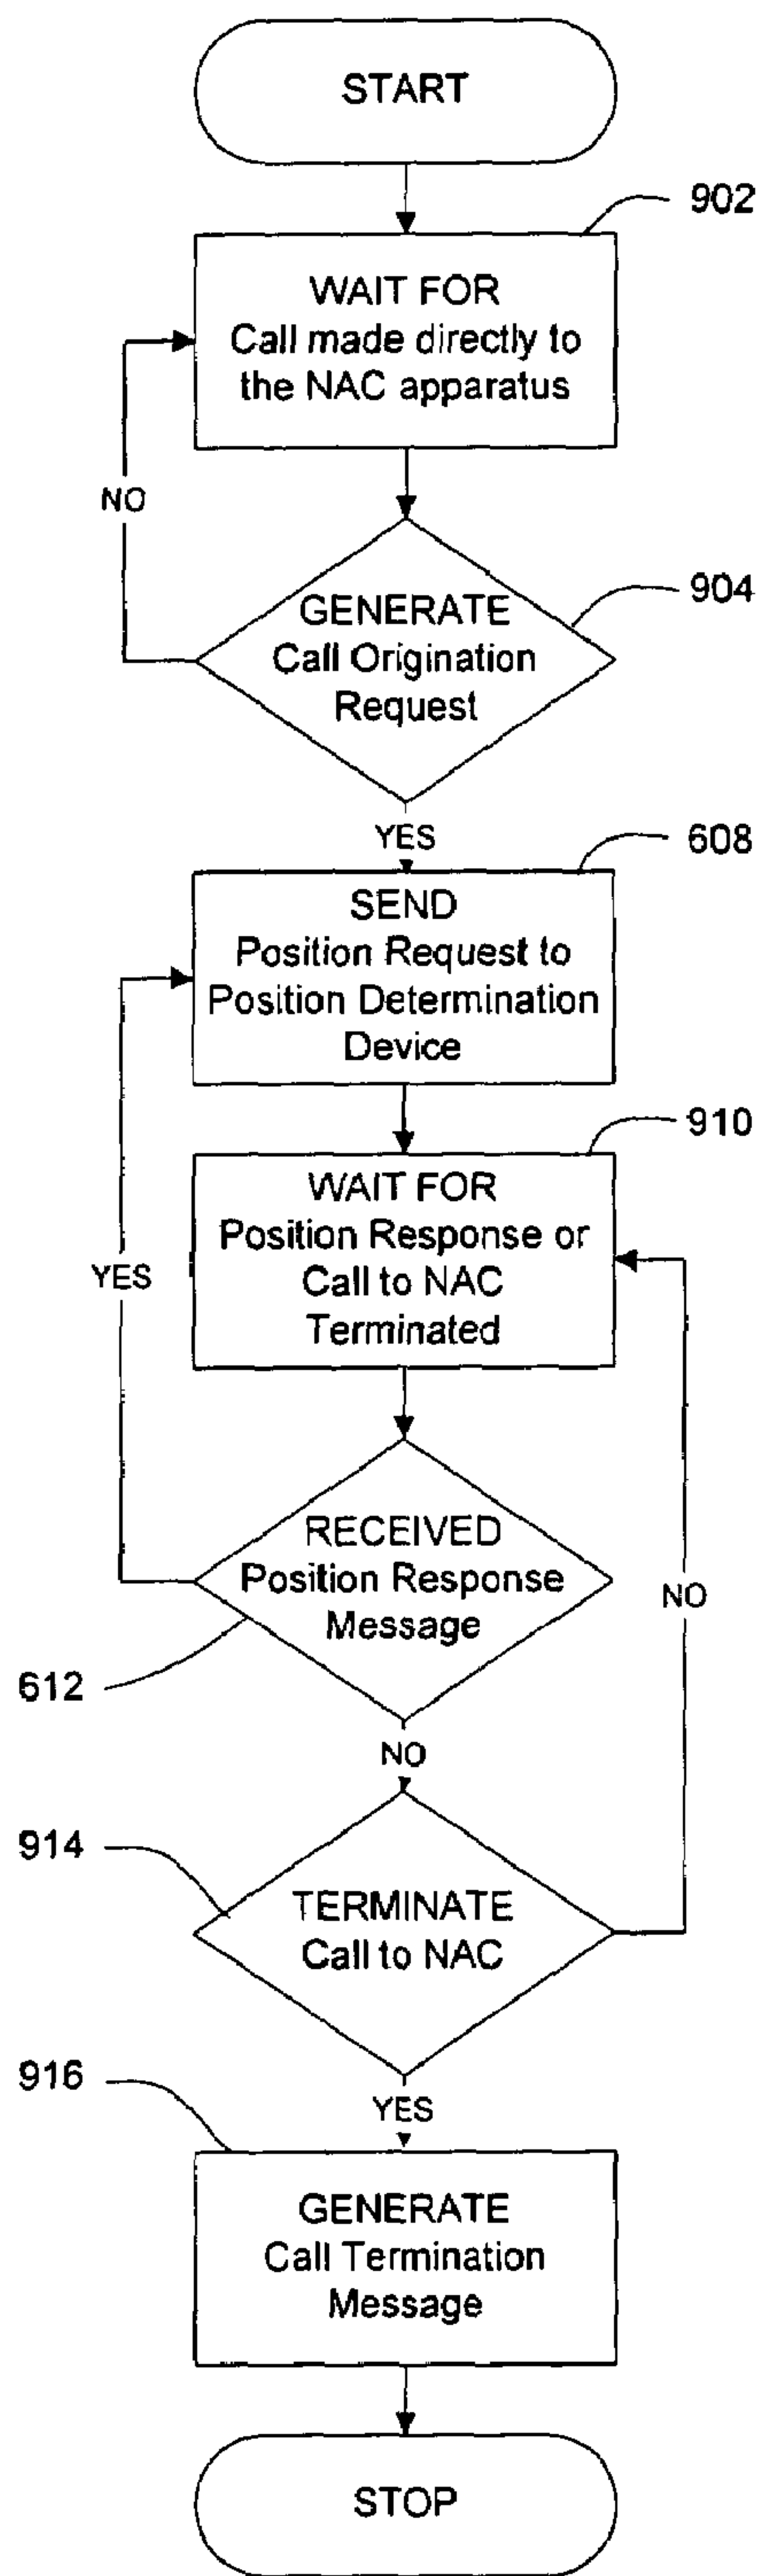 START
902
WAIT FOR
Call made directly to
the NAC apparatus
NO
904
GENERATE
Call Origination
Request
YES
608
SEND
Position Request to
Position Determination
Device
910
WAIT FOR
Position Response or
Call to NAC
Terminated
YES
RECEIVED
Position Response
Message
NO
612
NO
914
TERMINATE
Call to NAC
916
YES
GENERATE
Call Termination
Message
STOP